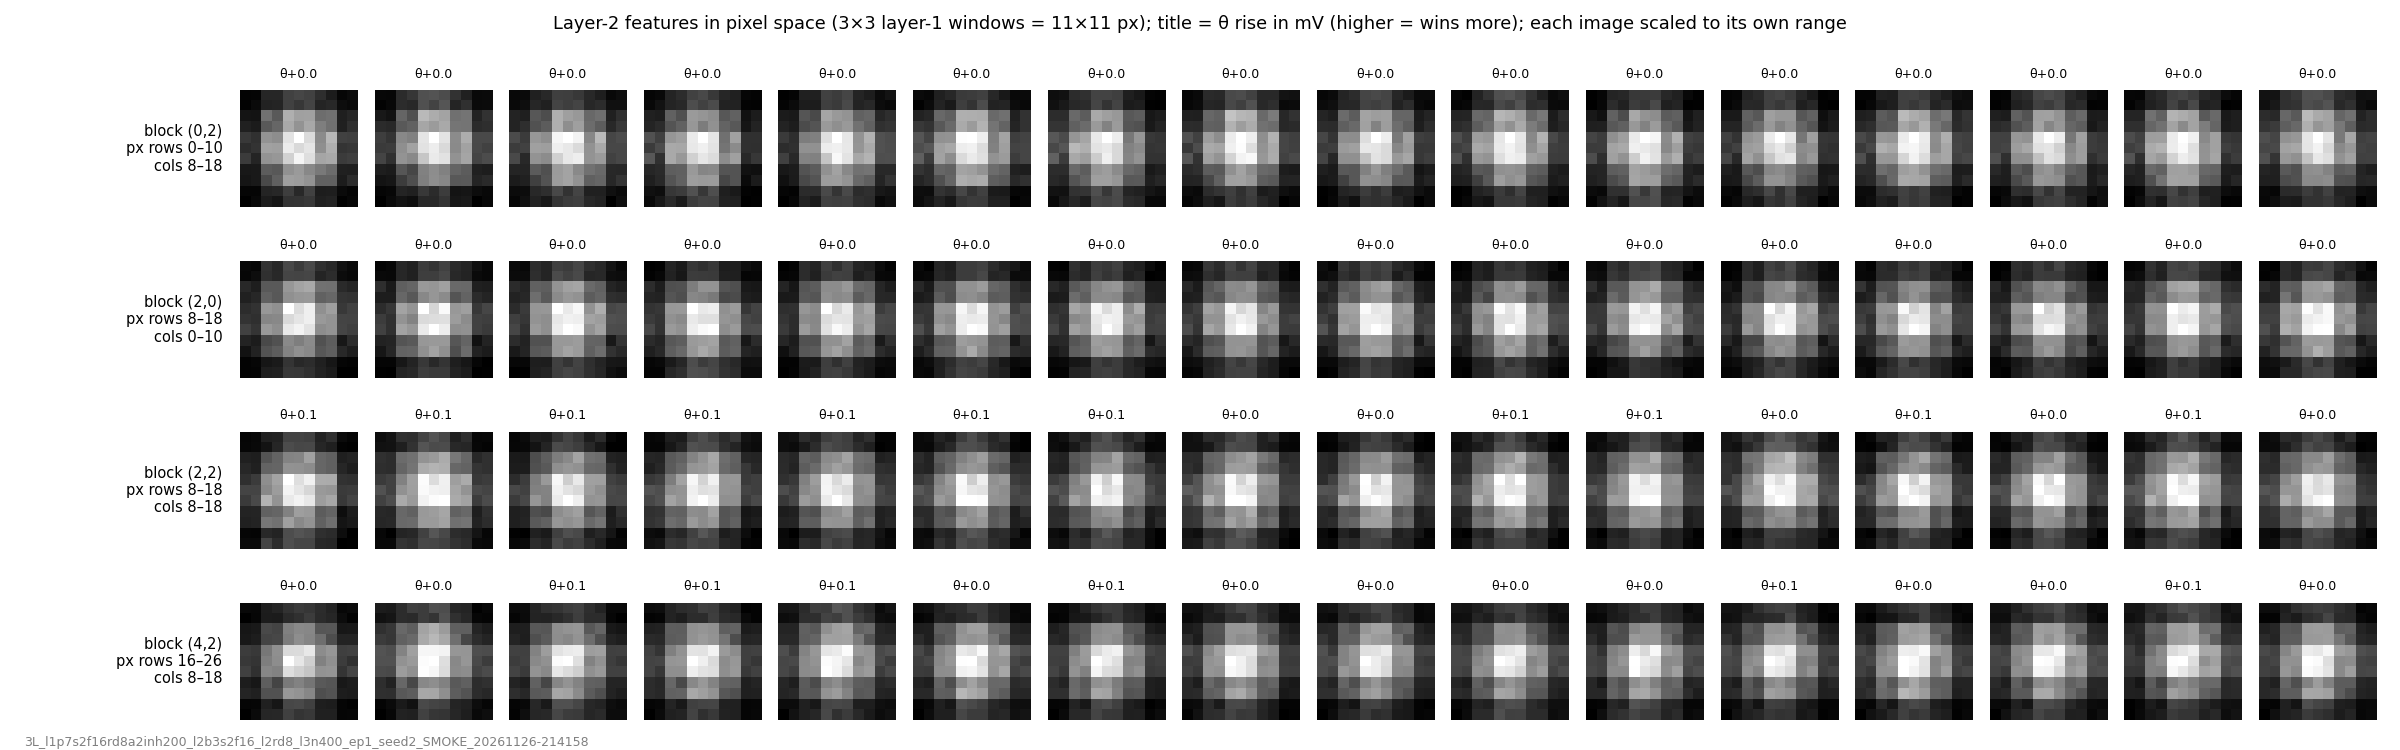 Layer-2 features in pixel space (3×3 layer-1 windows = 11×11 px); title = θ rise in mV (higher = wins more); each image scaled to its own range
θ+0.0 θ+0.0 θ+0.0 θ+0.0 θ+0.0 θ+0.0 θ+0.0 θ+0.0 θ+0.0 θ+0.0 θ+0.0 θ+0.0 θ+0.0 θ+0.0 θ+0.0 θ+0.0
block (0,2)
px rows 0–10
cols 8–18
θ+0.0 θ+0.0 θ+0.0 θ+0.0 θ+0.0 θ+0.0 θ+0.0 θ+0.0 θ+0.0 θ+0.0 θ+0.0 θ+0.0 θ+0.0 θ+0.0 θ+0.0 θ+0.0
block (2,0)
px rows 8–18
cols 0–10
θ+0.1 θ+0.1 θ+0.1 θ+0.1 θ+0.1 θ+0.1 θ+0.1 θ+0.0 θ+0.0 θ+0.1 θ+0.1 θ+0.0 θ+0.1 θ+0.0 θ+0.1 θ+0.0
block (2,2)
px rows 8–18
cols 8–18
θ+0.0 θ+0.0 θ+0.1 θ+0.1 θ+0.1 θ+0.0 θ+0.1 θ+0.0 θ+0.0 θ+0.0 θ+0.0 θ+0.1 θ+0.0 θ+0.0 θ+0.1 θ+0.0
block (4,2)
px rows 16–26
cols 8–18
3L_l1p7s2f16rd8a2inh200_l2b3s2f16_l2rd8_l3n400_ep1_seed2_SMOKE_20261126-214158